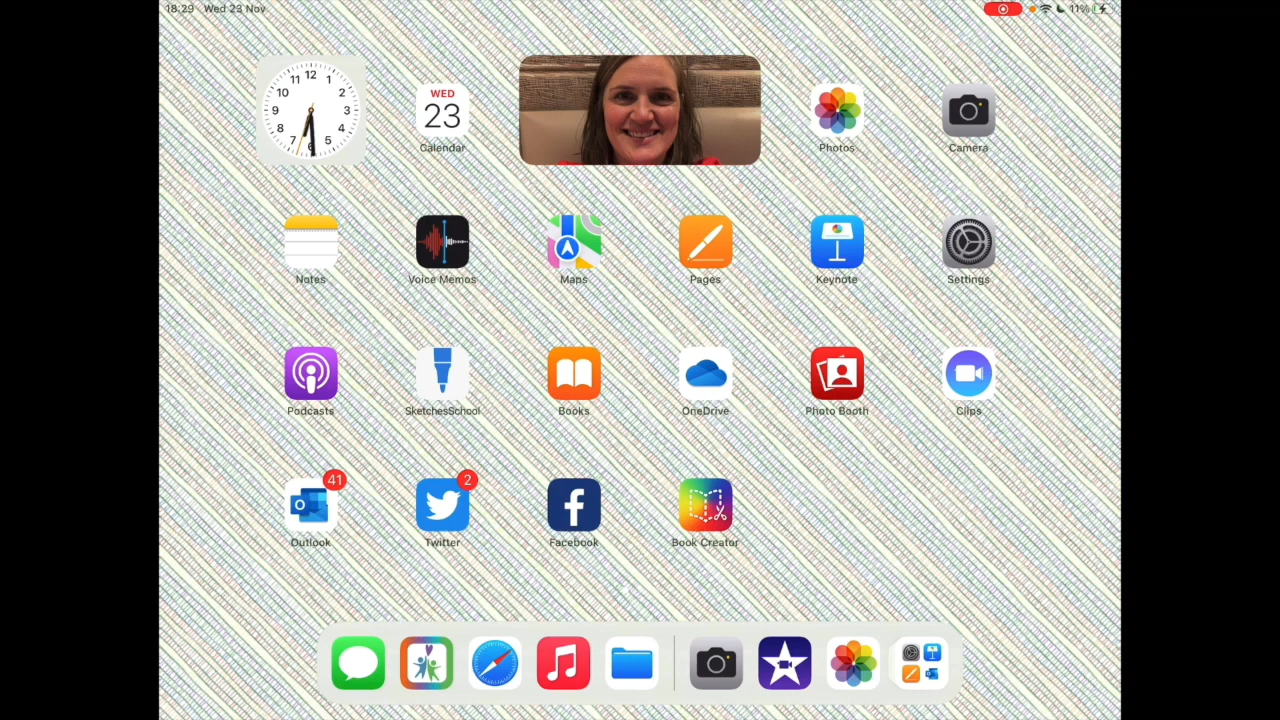 18:29 Wed 23 Nov
11%
12
11 1
10 2
9 3
8 4
7 5
6
WED
23
Calendar
Photos
Camera
Notes
Voice Memos
Maps
Pages
Keynote
Settings
Podcasts
SketchesSchool
Books
OneDrive
Photo Booth
Clips
41
2
Outlook
Twitter
Facebook
Book Creator